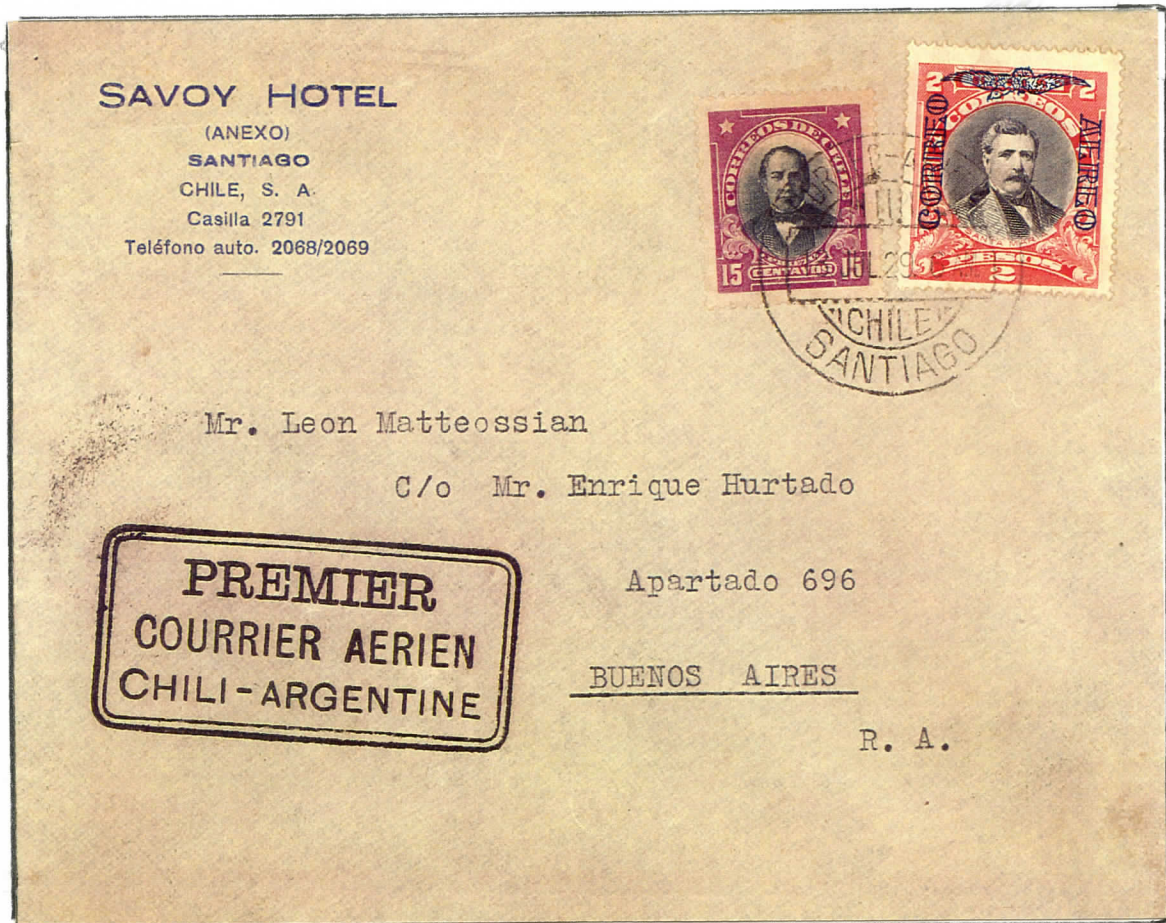 SAVOY HOTEL
(ANEXO)
SANTIAGO
CHILE, S. A.
Casilla 2791
Teléfono auto. 2068/2069
CORREOS DE CHILE
15 15
CENTAVOS
2 2
CORREOS
CORREO AEREO
PESOS
2
CHILE
SANTIAGO
Mr. Leon Matteossian
C/o Mr. Enrique Hurtado
Apartado 696
BUENOS AIRES
R. A.
PREMIER
COURRIER AERIEN
CHILI-ARGENTINE